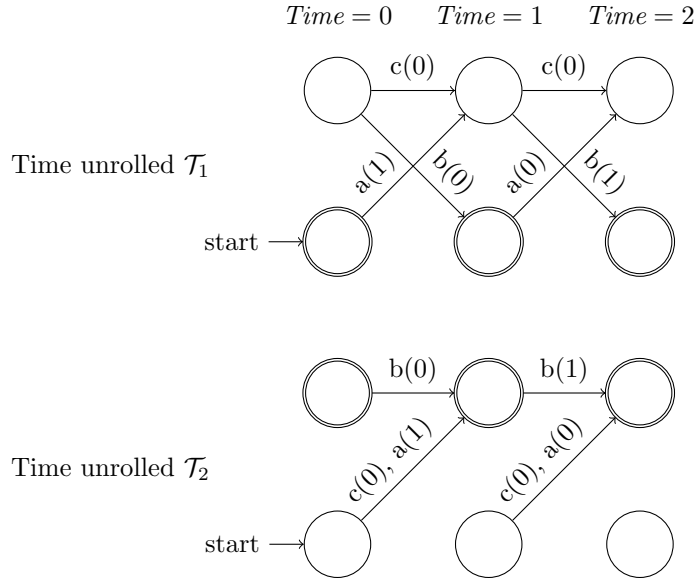 Time = 0 Time = 1 Time = 2
c(0) c(0)
Time unrolled 𝒯₁
a(1) b(0) a(0) b(1)
start
b(0) b(1)
Time unrolled 𝒯₂
c(0), a(1) c(0), a(0)
start